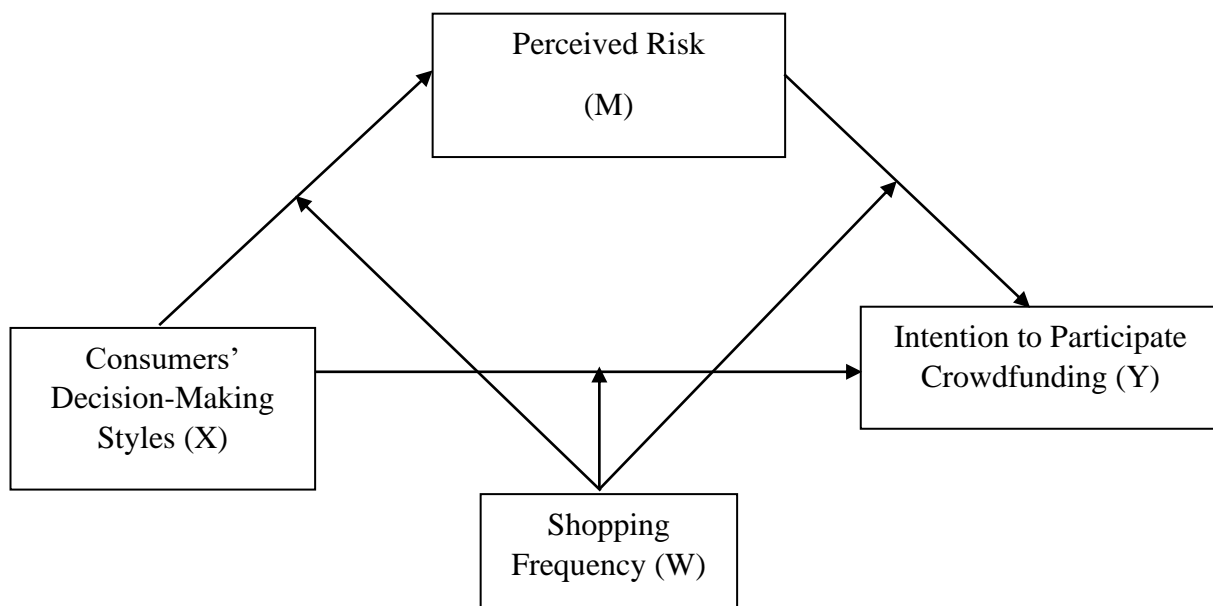 Perceived Risk
(M)
Consumers’
Decision-Making
Styles (X)
Intention to Participate
Crowdfunding (Y)
Shopping
Frequency (W)